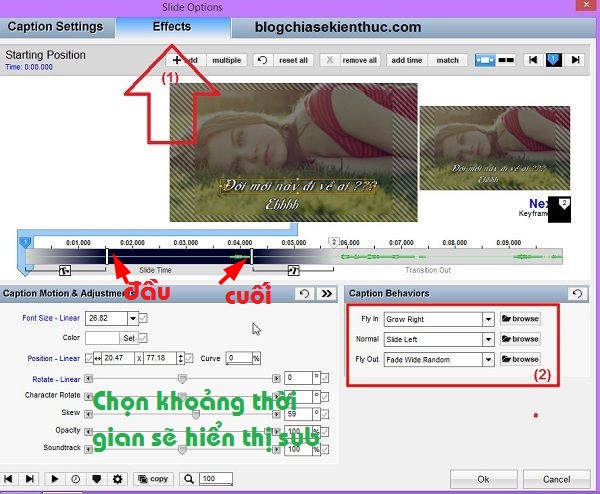 Slide Options
Caption Settings Effects blogchiasekienthuc.com
Starting Position
Time: 0:00.000
add multiple reset all remove all add time match 1
(1)
Đôi môi này đi về ai ???
Ehhhh
Đôi môi này đi về ai ???
Ehhhh
Next
Keyframe
2
1 0:01,000 0:02,000 0:03,000 0:04,000 0:05,000 2 0:06,000 0:07,000 0:08,000 0:09,000
T Slide Time T Transition Out
đầu cuối
Caption Motion & Adjustments
Font Size - Linear 26.82
Color Set
Position - Linear 20.47 x 77.18 Curve 0 %
Rotate - Linear 0 °
Character Rotate 0 °
Skew 59
Opacity 100 %
Soundtrack 100 %
Chọn khoảng thời
gian sẽ hiển thị sub
Caption Behaviors
Fly In Grow Right browse
Normal Slide Left browse
Fly Out Fade Wide Random browse
(2)
copy 100
Ok Cancel